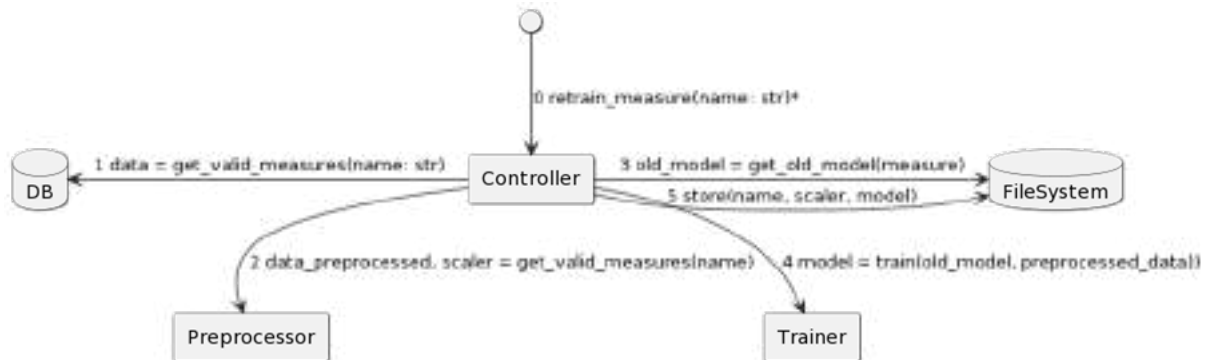 0 retrain_measure(name: str)*
1 data = get_valid_measures(name: str)
3 old_model = get_old_model(measure)
DB
Controller
FileSystem
5 store(name, scaler, model)
2 data_preprocessed, scaler = get_valid_measures(name)
4 model = train(old_model, preprocessed_data))
Preprocessor
Trainer